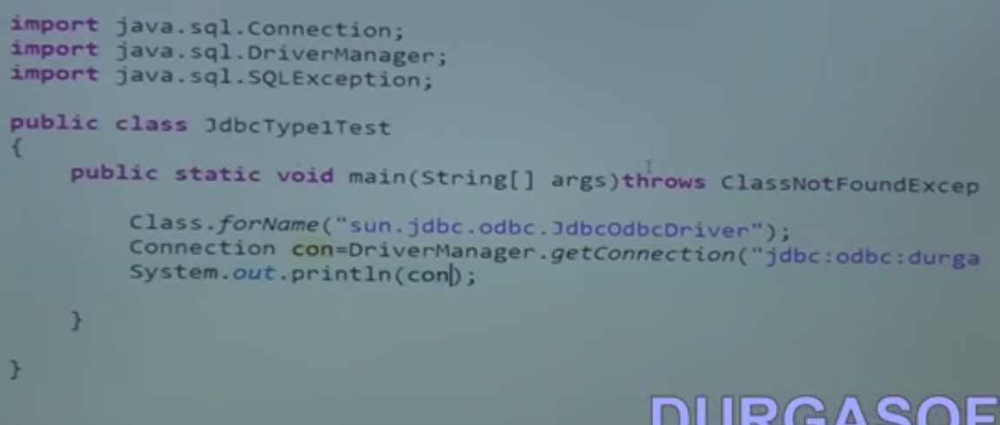 import java.sql.Connection;
import java.sql.DriverManager;
import java.sql.SQLException;
public class JdbcType1Test
{
public static void main(String[] args)throws ClassNotFoundExcep
Class.forName("sun.jdbc.odbc.JdbcOdbcDriver");
Connection con=DriverManager.getConnection("jdbc:odbc:durga
System.out.println(con);
}
}
DURGASOF